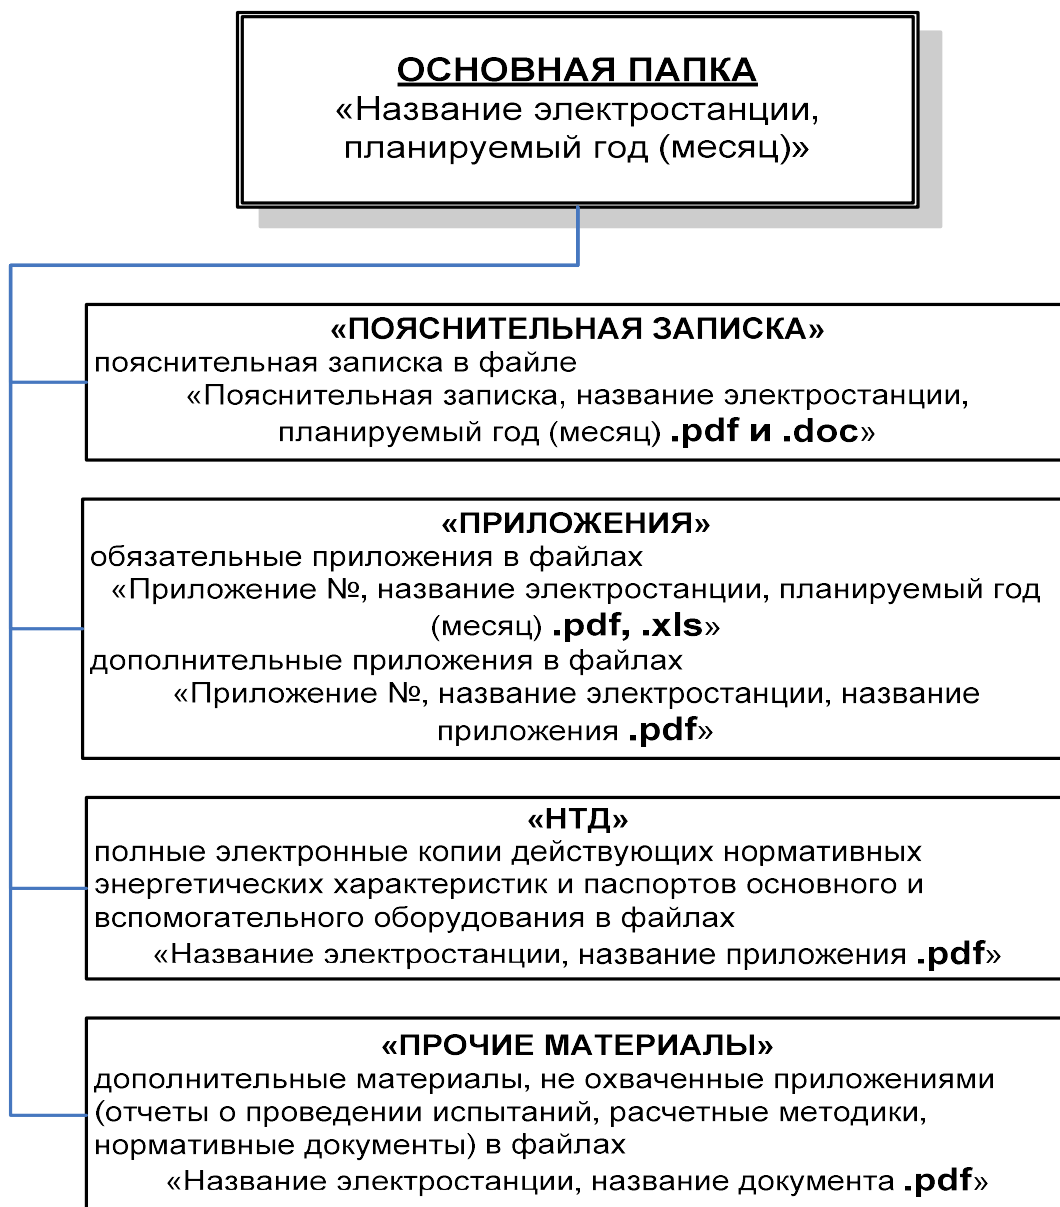 ОСНОВНАЯ ПАПКА
«Название электростанции,
планируемый год (месяц)»
«ПОЯСНИТЕЛЬНАЯ ЗАПИСКА»
пояснительная записка в файле
«Пояснительная записка, название электростанции,
планируемый год (месяц) .pdf и .doc»
«ПРИЛОЖЕНИЯ»
обязательные приложения в файлах
«Приложение №, название электростанции, планируемый год
(месяц) .pdf, .xls»
дополнительные приложения в файлах
«Приложение №, название электростанции, название
приложения .pdf»
«НТД»
полные электронные копии действующих нормативных
энергетических характеристик и паспортов основного и
вспомогательного оборудования в файлах
«Название электростанции, название приложения .pdf»
«ПРОЧИЕ МАТЕРИАЛЫ»
дополнительные материалы, не охваченные приложениями
(отчеты о проведении испытаний, расчетные методики,
нормативные документы) в файлах
«Название электростанции, название документа .pdf»